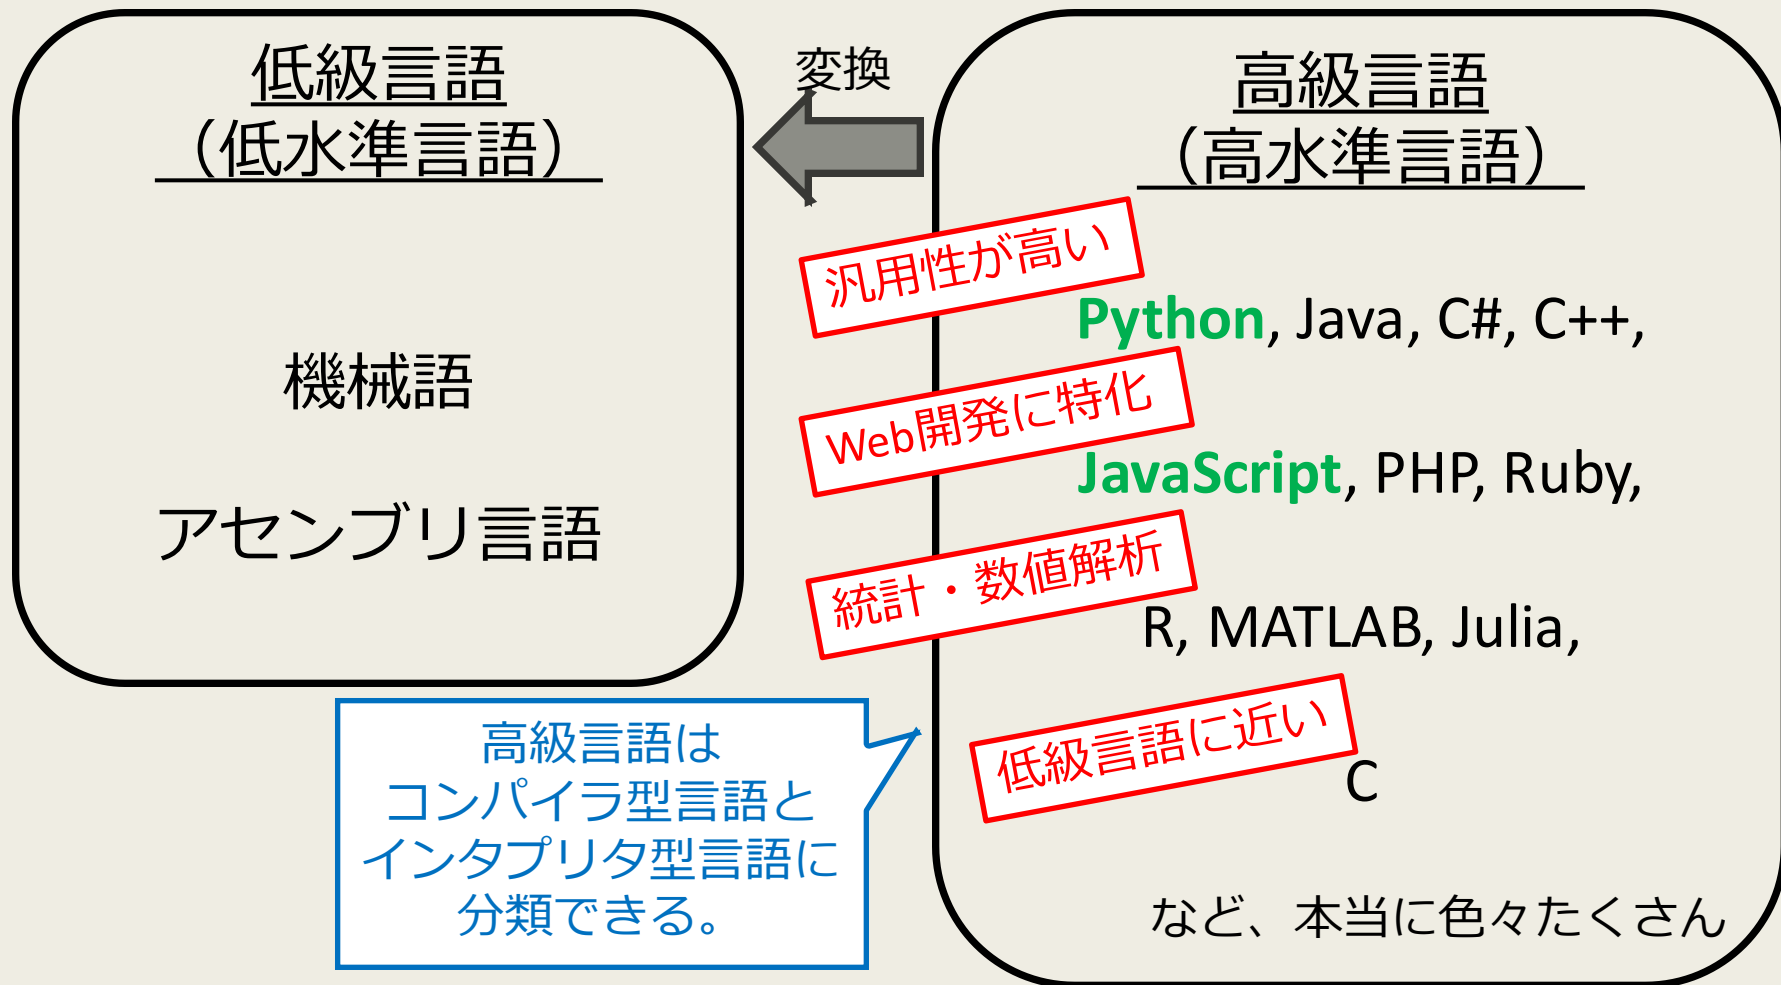 低級言語
（低水準言語）
機械語
アセンブリ言語
変換
高級言語
（高水準言語）
汎用性が高い
Python, Java, C#, C++,
Web開発に特化
JavaScript, PHP, Ruby,
統計・数値解析
R, MATLAB, Julia,
低級言語に近い
C
など、本当に色々たくさん
高級言語は
コンパイラ型言語と
インタプリタ型言語に
分類できる。